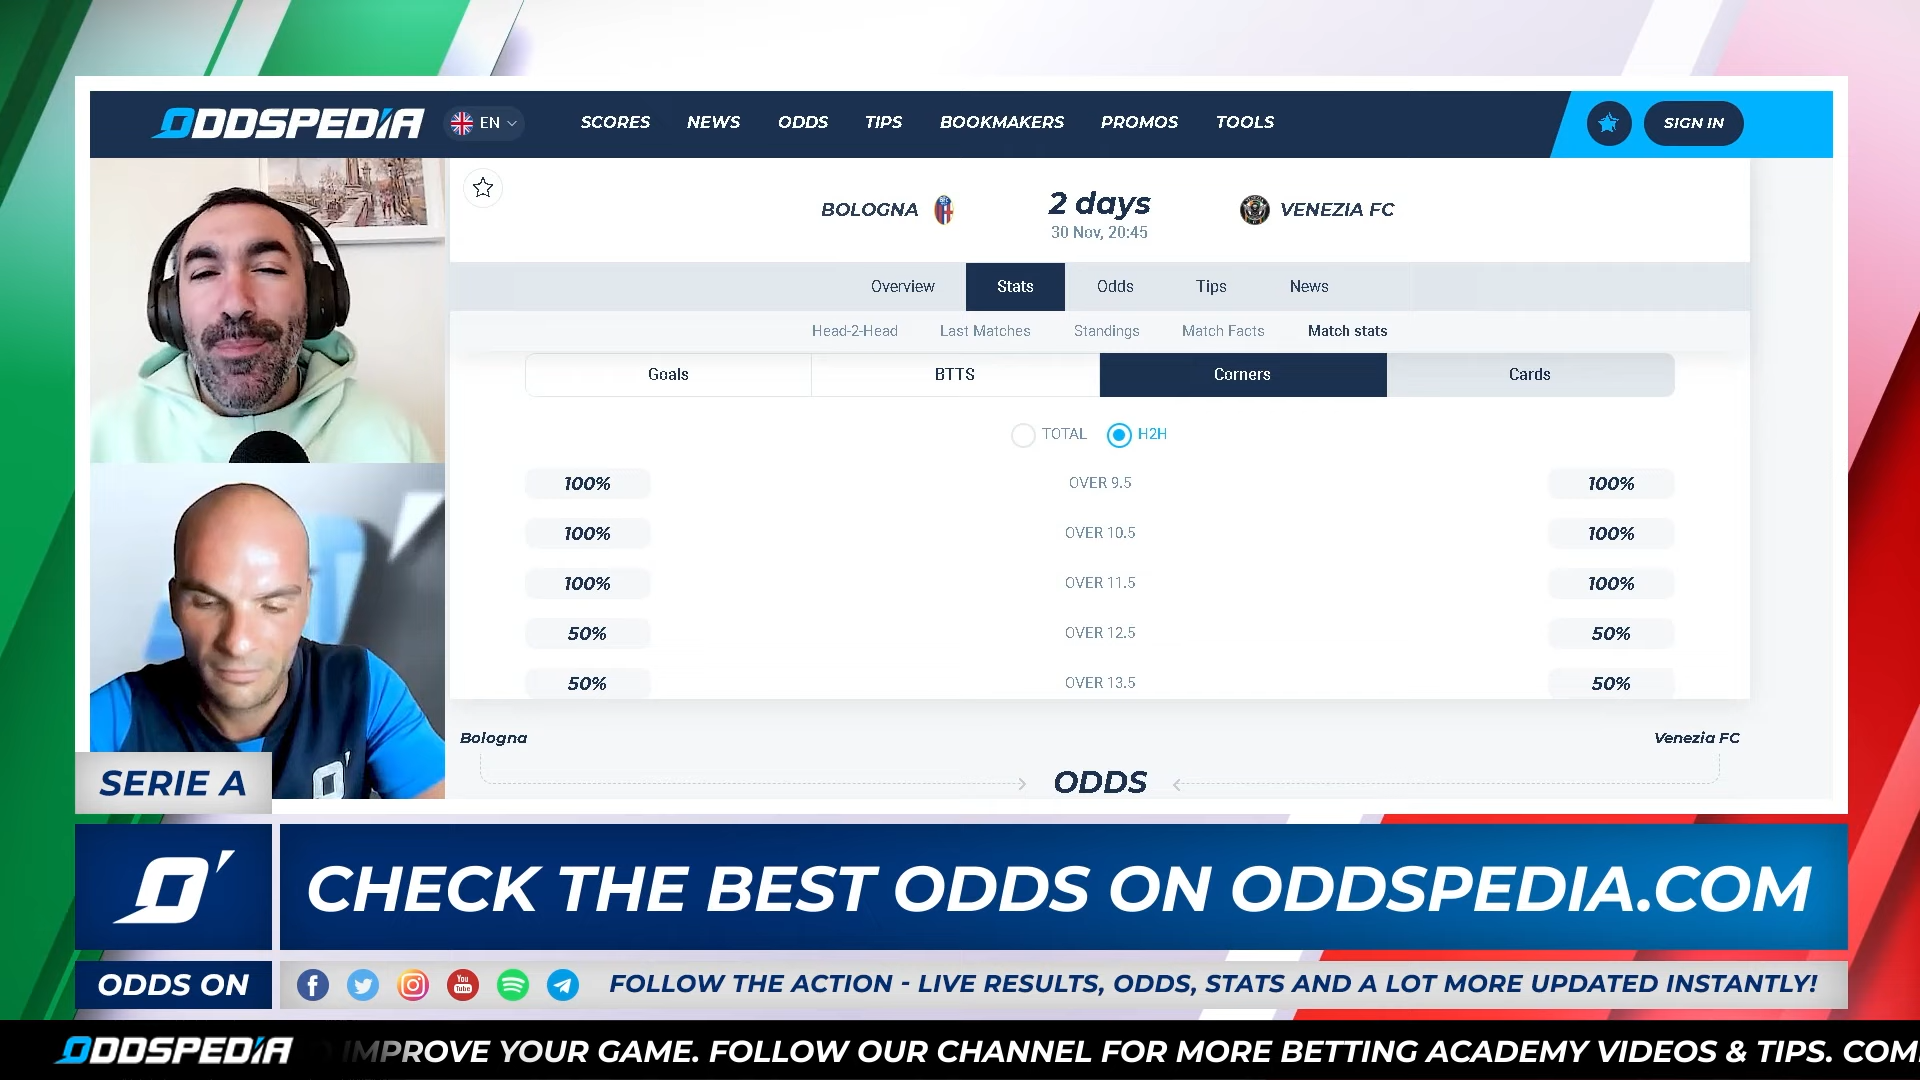 ODDSPEDIA
EN
SCORES NEWS ODDS TIPS BOOKMAKERS PROMOS TOOLS
SIGN IN
BOLOGNA 2 days VENEZIA FC
30 Nov, 20:45
Overview Stats Odds Tips News
Head-2-Head Last Matches Standings Match Facts Match stats
Goals BTTS Corners Cards
TOTAL H2H
100% OVER 9.5 100%
100% OVER 10.5 100%
100% OVER 11.5 100%
50% OVER 12.5 50%
50% OVER 13.5 50%
Bologna Venezia FC
ODDS
SERIE A
CHECK THE BEST ODDS ON ODDSPEDIA.COM
ODDS ON
You Tube
FOLLOW THE ACTION - LIVE RESULTS, ODDS, STATS AND A LOT MORE UPDATED INSTANTLY!
ODDSPEDIA
IMPROVE YOUR GAME. FOLLOW OUR CHANNEL FOR MORE BETTING ACADEMY VIDEOS & TIPS.